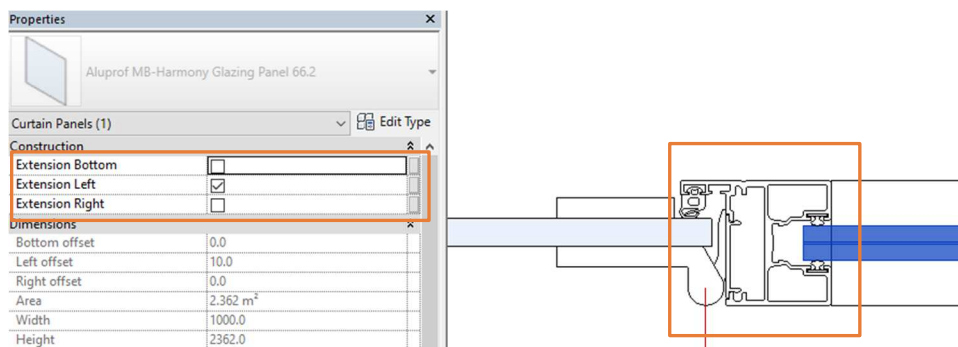 Properties
Aluprof MB-Harmony Glazing Panel 66.2
Curtain Panels (1)
Edit Type
Construction
Extension Bottom
Extension Left
Extension Right
Dimensions
Bottom offset 0.0
Left offset 10.0
Right offset 0.0
Area 2.362 m²
Width 1000.0
Height 2362.0